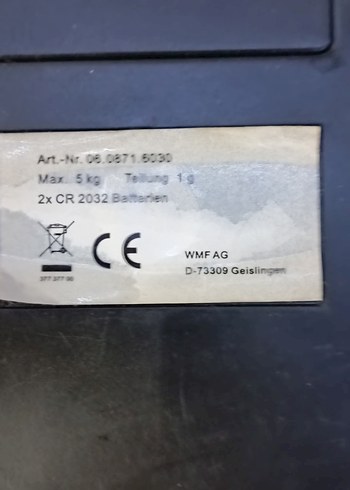 Art.-Nr. 06.0871.6030
Max. 5 kg Teilung 1 g
2x CR 2032 Batterien
CE
WMF AG
D-73309 Geislingen